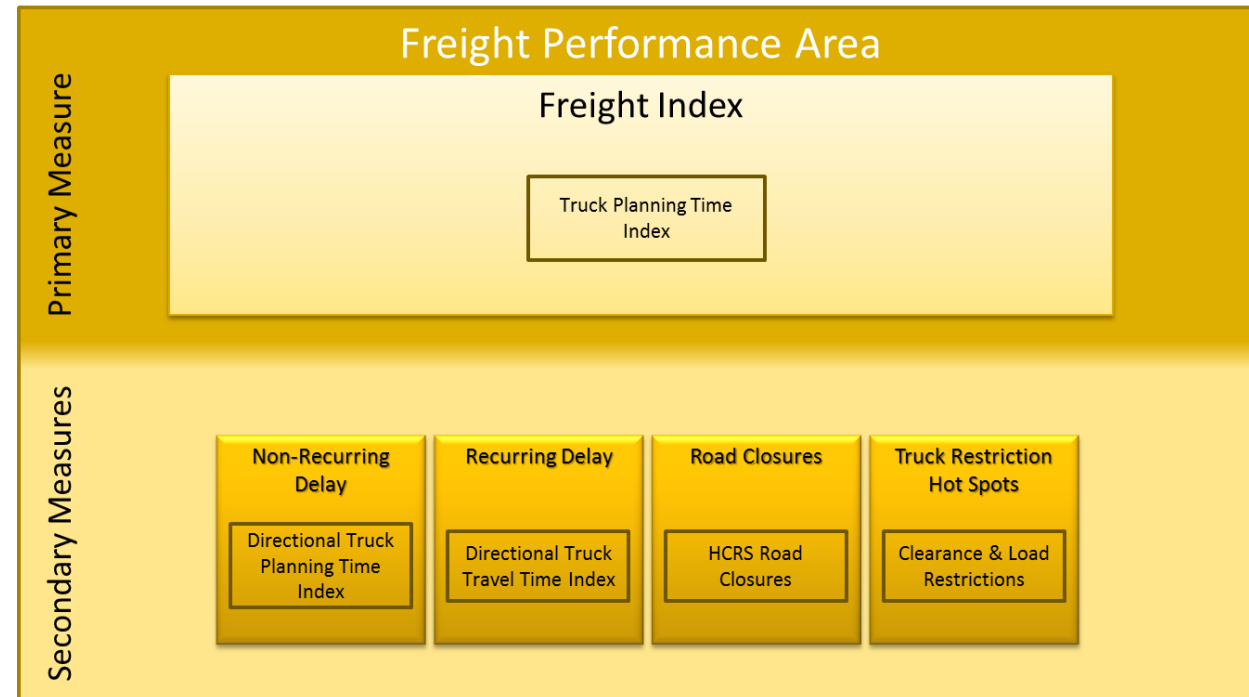 Freight Performance Area
Primary Measure
Freight Index
Truck Planning Time
Index
Secondary Measures
Non-Recurring
Delay
Directional Truck
Planning Time
Index
Recurring Delay
Directional Truck
Travel Time Index
Road Closures
HCRS Road
Closures
Truck Restriction
Hot Spots
Clearance & Load
Restrictions